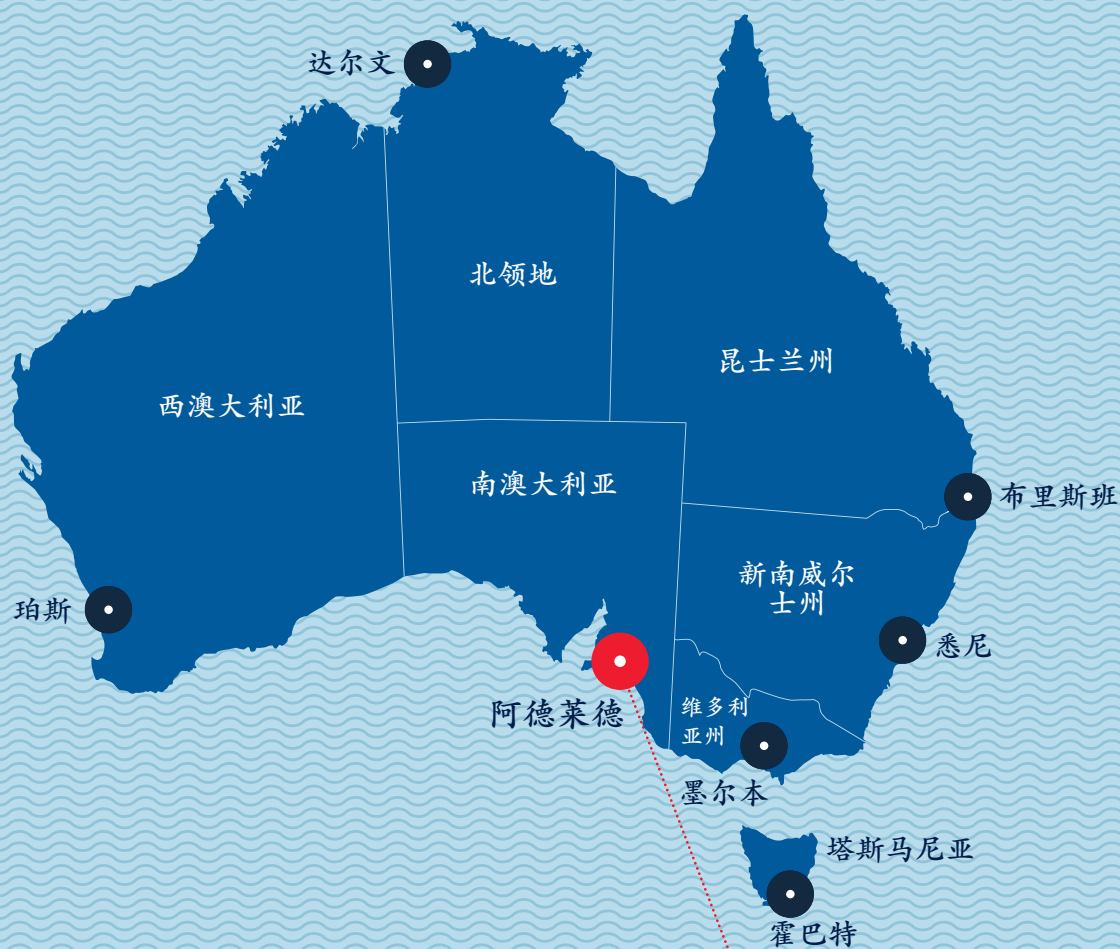 达尔文
北领地
昆士兰州
西澳大利亚
南澳大利亚
布里斯班
新南威尔
士州
珀斯
悉尼
阿德莱德
维多利
亚州
墨尔本
塔斯马尼亚
霍巴特